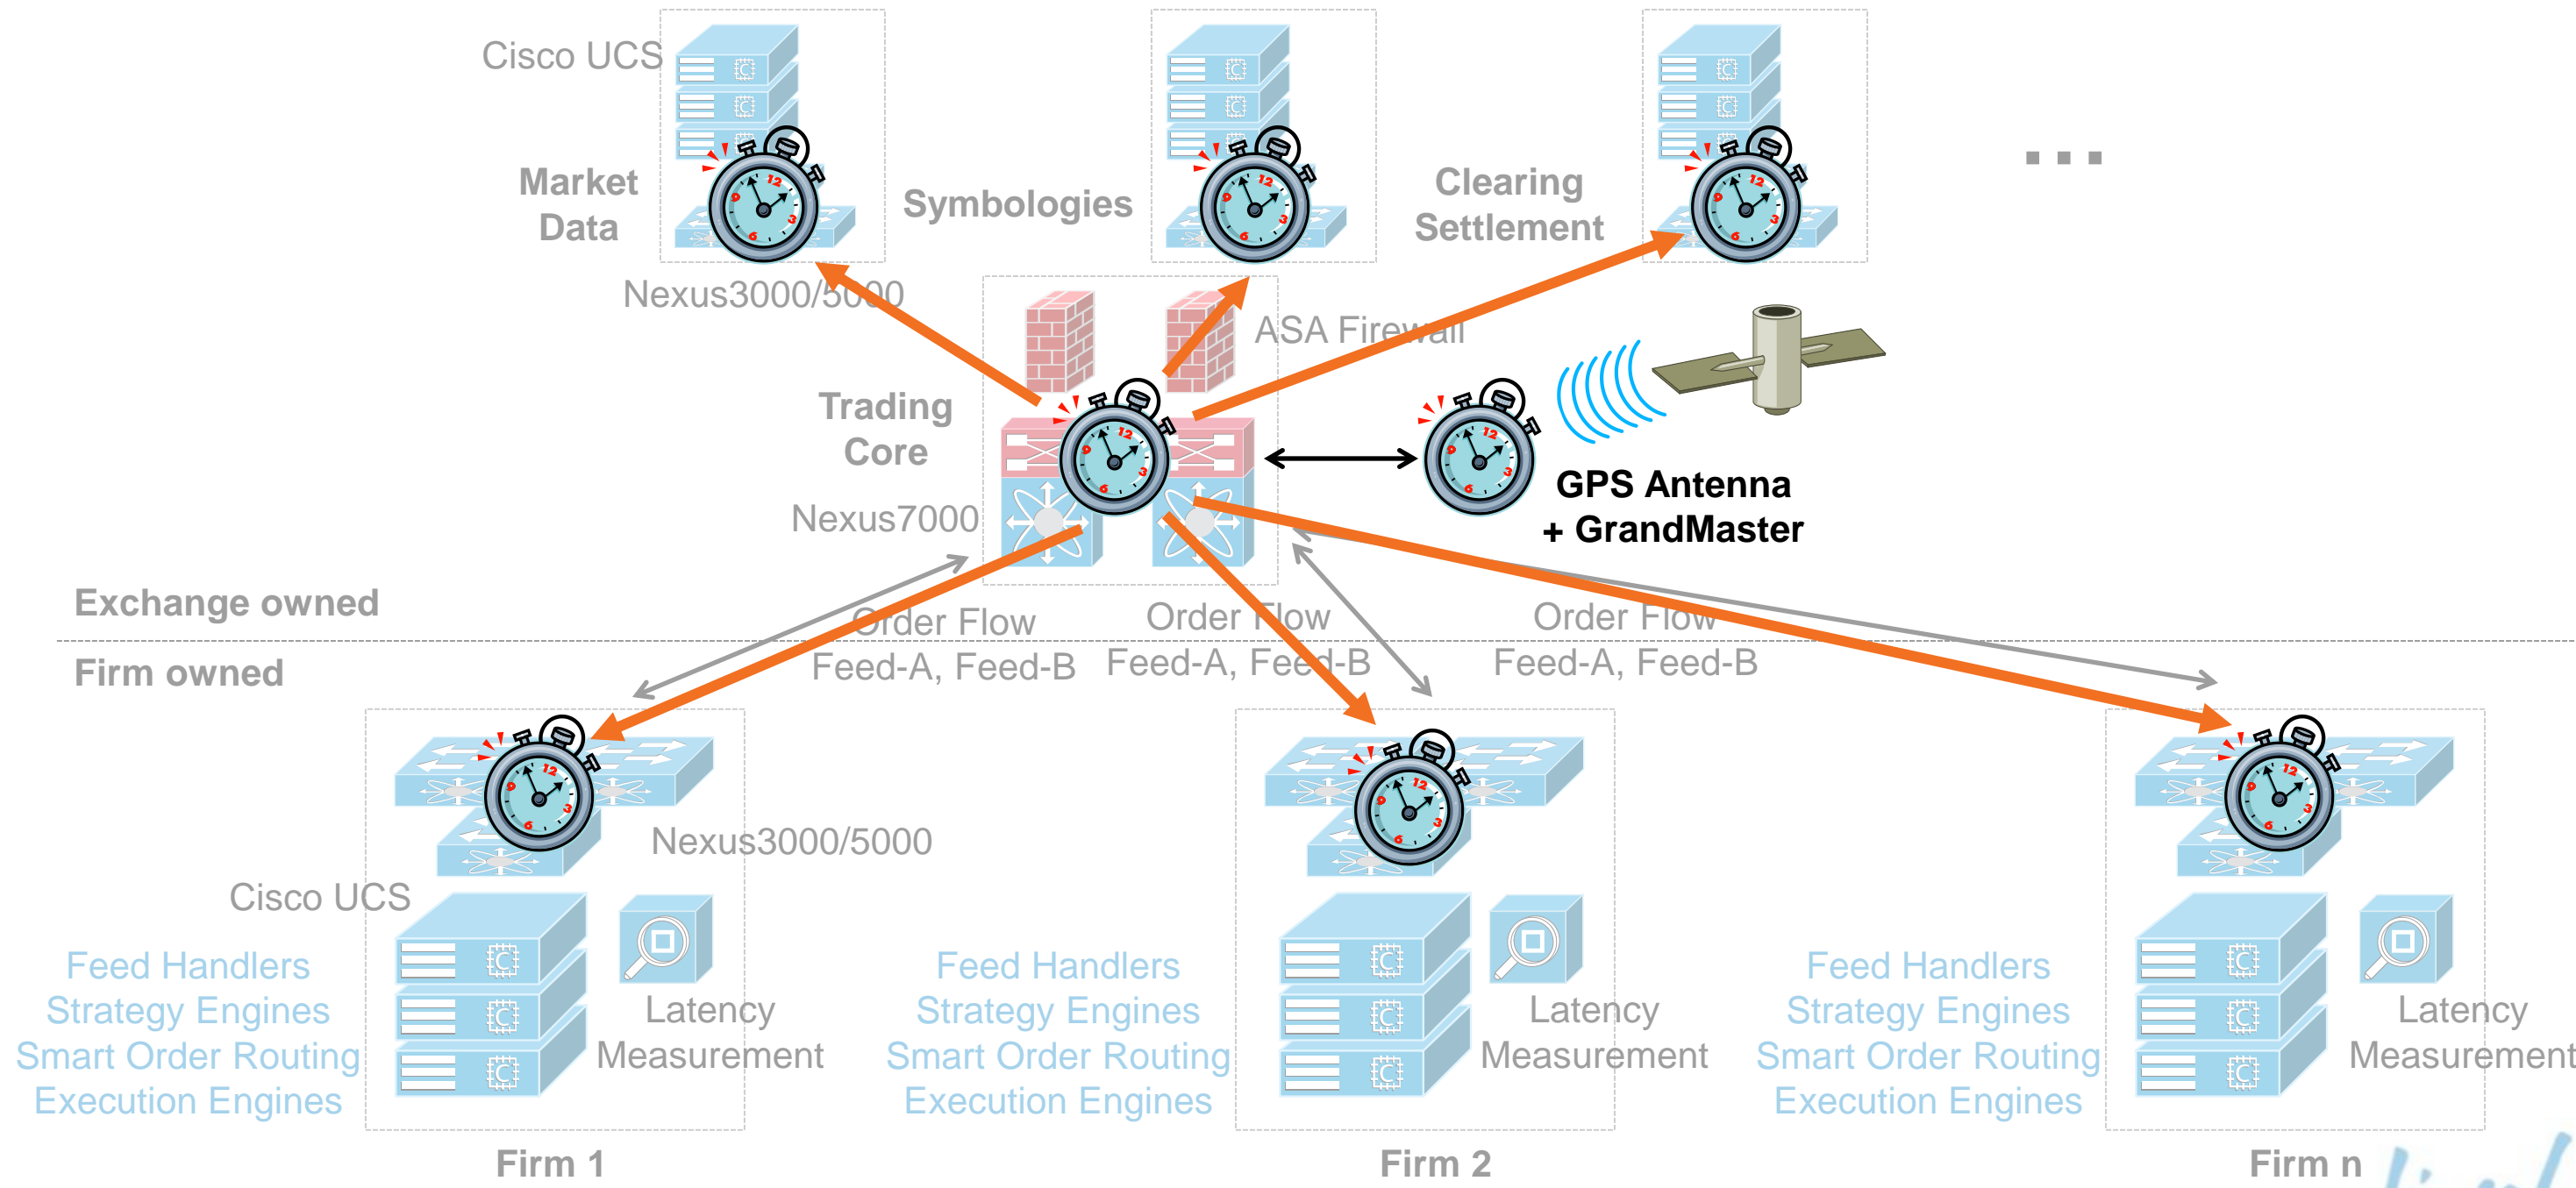 Cisco UCS
Market
Data
Symbologies
Clearing
Settlement
...
Nexus3000/5000
ASA Firewall
Trading
Core
Nexus7000
GPS Antenna
+ GrandMaster
Exchange owned
Firm owned
Order Flow
Feed-A, Feed-B
Order Flow
Feed-A, Feed-B
Order Flow
Feed-A, Feed-B
Nexus3000/5000
Cisco UCS
Feed Handlers
Strategy Engines
Smart Order Routing
Execution Engines
Latency
Measurement
Firm 1
Feed Handlers
Strategy Engines
Smart Order Routing
Execution Engines
Latency
Measurement
Firm 2
Feed Handlers
Strategy Engines
Smart Order Routing
Execution Engines
Latency
Measurement
Firm n